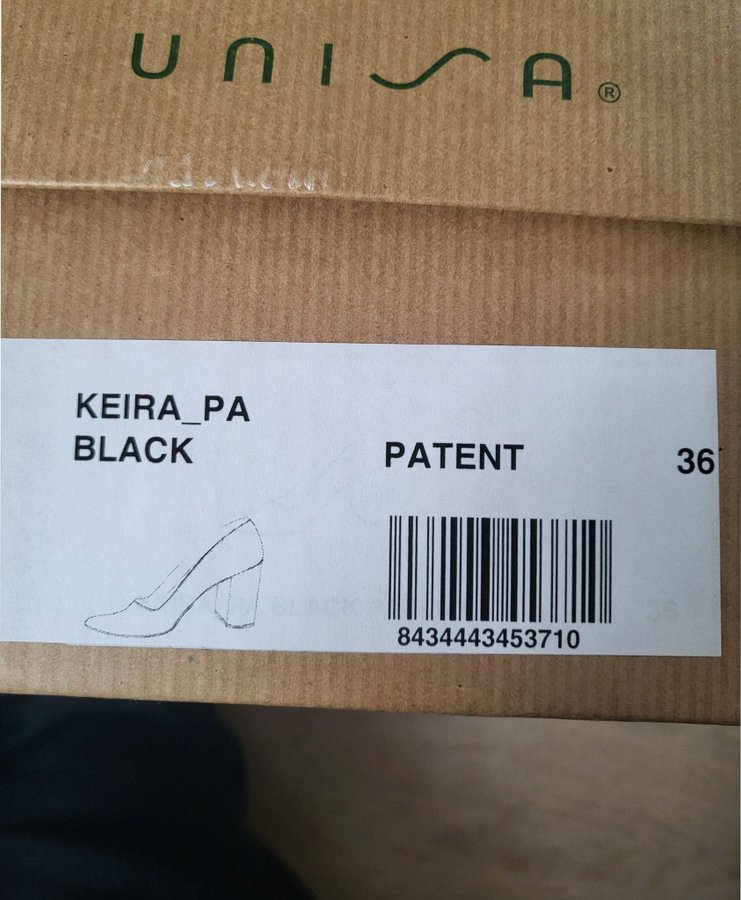 UNISA®
KEIRA_PA
BLACK PATENT 36
8434443453710